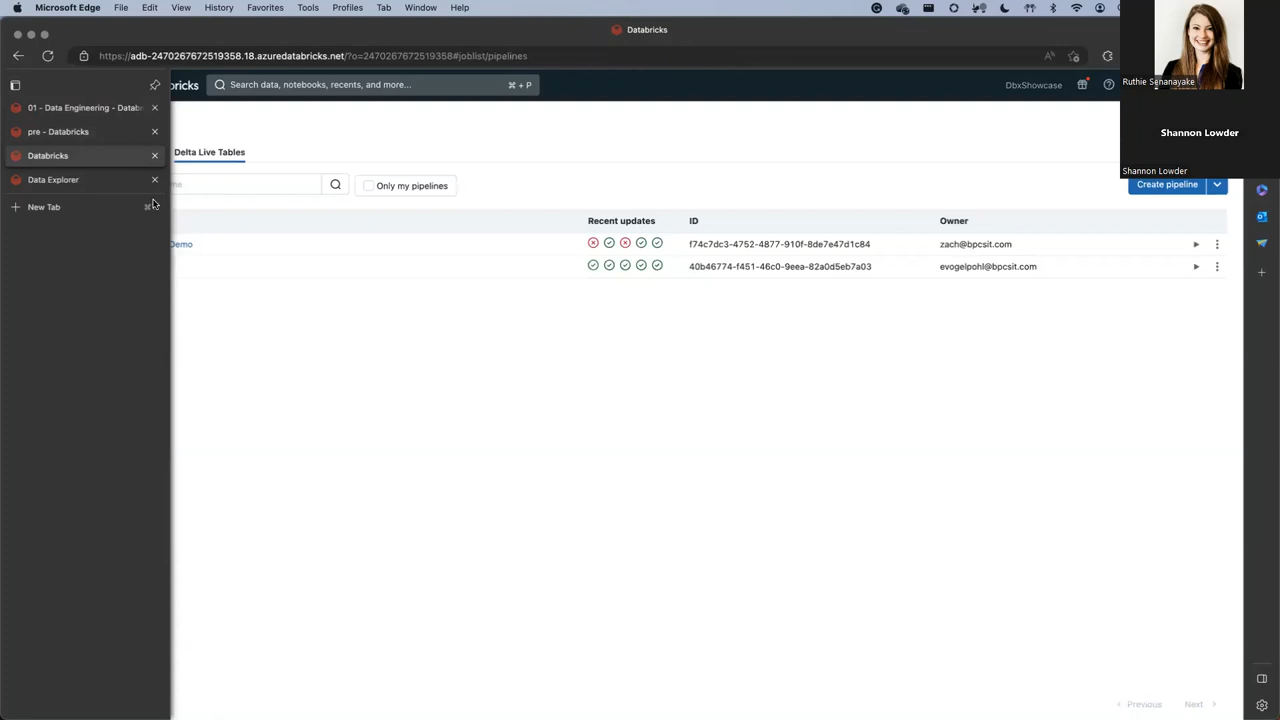 Microsoft Edge File Edit View History Favorites Tools Profiles Tab Window Help
Databricks
https://adb-2470267672519358.18.azuredatabricks.net/?o=2470267672519358#joblist/pipelines
ricks
Search data, notebooks, recents, and more...
⌘ + P
DbxShowcase
Ruthie Senanayake
Shannon Lowder
Shannon Lowder
01 - Data Engineering - Datab
pre - Databricks
Databricks
Data Explorer
New Tab
Delta Live Tables
me
Only my pipelines
Create pipeline
Recent updates ID Owner
Demo f74c7dc3-4752-4877-910f-8de7e47d1c84 zach@bpcsit.com
40b46774-f451-46c0-9eea-82a0d5eb7a03 evogelpohl@bpcsit.com
Previous Next